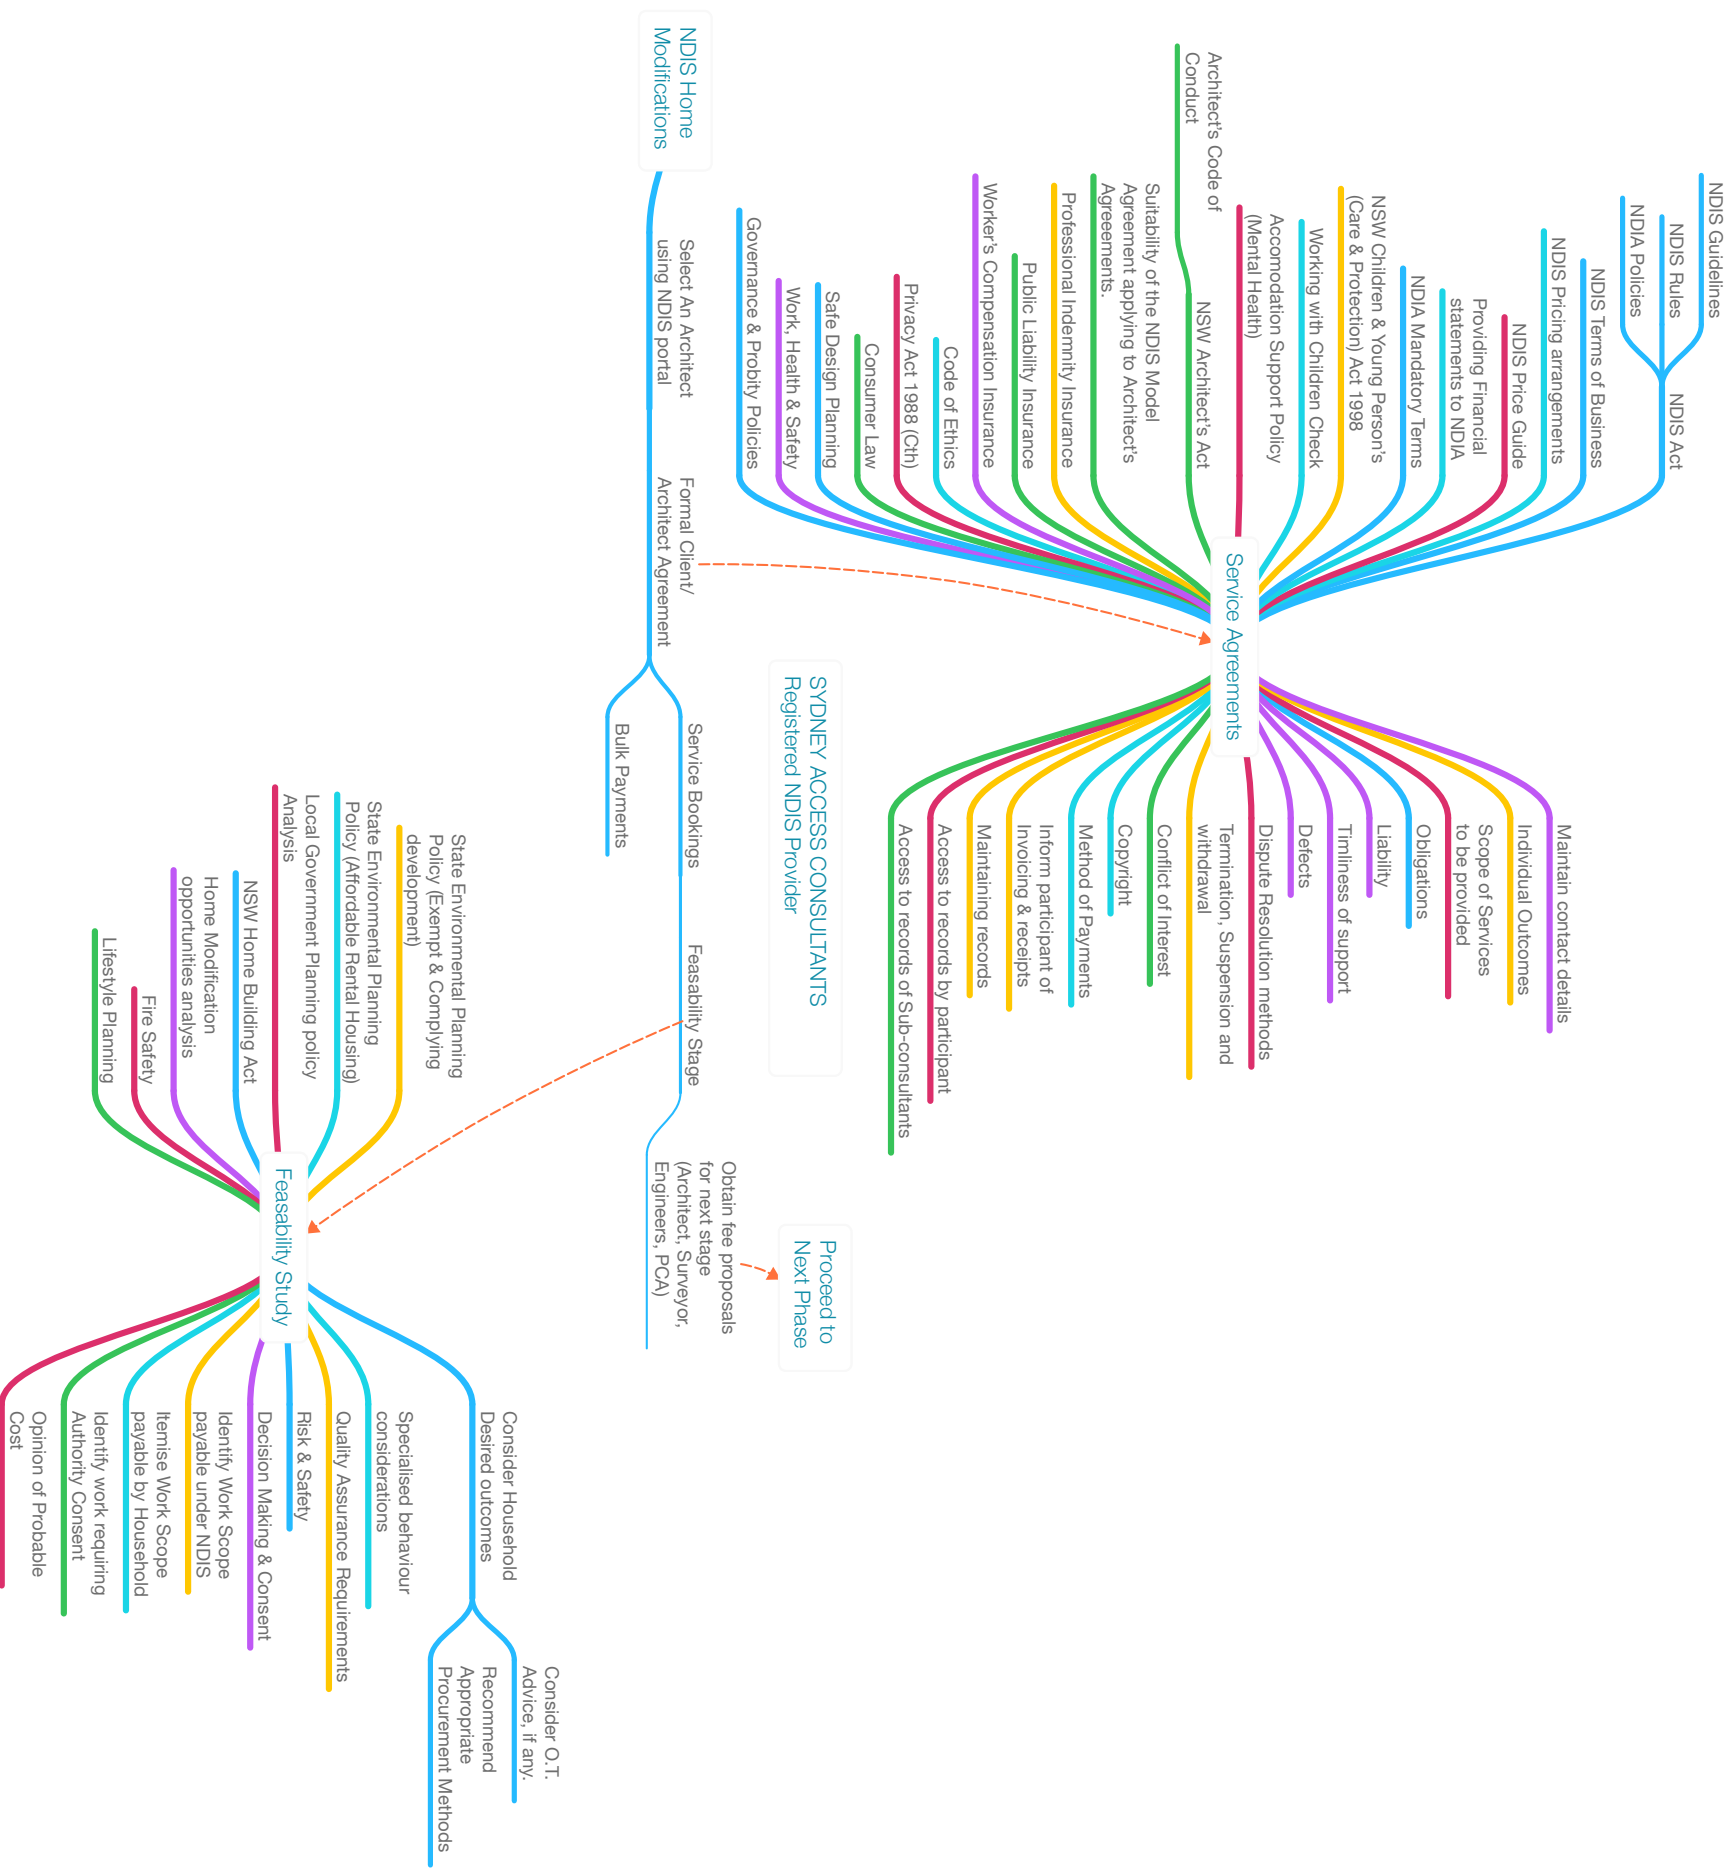 NDIS Guidelines
NDIS Rules
NDIA Policies
NDIS Act
NDIS Terms of Business
NDIS Pricing arrangements
NDIS Price Guide
Providing Financial
statements to NDIA
NDIA Mandatory Terms
NSW Children & Young Person's
(Care & Protection) Act 1998
Working with Children Check
Accomodation Support Policy
(Mental Health)
Architect's Code of
Conduct
NSW Architect's Act
Suitability of the NDIS Model
Agreement applying to Architect's
Agreeements.
Professional Indemnity Insurance
Public Liabiity Insurance
Worker's Compensation Insurance
Code of Ethics
Privacy Act 1988 (Cth)
Consumer Law
Safe Design Planning
Work, Health & Safety
Governance & Probity Policies
Service Agreements
Maintain contact details
Individual Outcomes
Scope of Services
to be provided
Obligations
Liability
Timliness of support
Defects
Dispute Resolution methods
Termination, Suspension and
withdrawal
Conflict of Interest
Copyright
Method of Payments
Inform participant of
Invoicing & receipts
Maintaining records
Access to records by participant
Access to records of Sub-consultants
SYDNEY ACCESS CONSULTANTS
Registered NDIS Provider
NDIS Home
Modifications
Select An Architect
using NDIS portal
Formal Client/
Architect Agreement
Service Bookings
Bulk Payments
Feasability Stage
Obtain fee proposals
for next stage
(Architect, Surveyor,
Engineers, PCA)
Proceed to
Next Phase
State Environmental Planning
Policy (Exempt & Complying
development)
State Environmental Planning
Policy (Affordable Rental Housing)
Local Government Planning policy
Analysis
NSW Home Building Act
Home Modification
opportunities analysis
Fire Safety
Lifestyle Planning
Feasability Study
Consider Household
Desired outcomes
Consider O.T.
Advice, if any.
Recommend
Appropriate
Procurement Methods
Specialised behaviour
considerations
Quality Assurance Requirements
Risk & Safety
Decision Making & Consent
Identify Work Scope
payable under NDIS
Itemise Work Scope
payable by Household
Identify work requiring
Authority Consent
Opinion of Probable
Cost